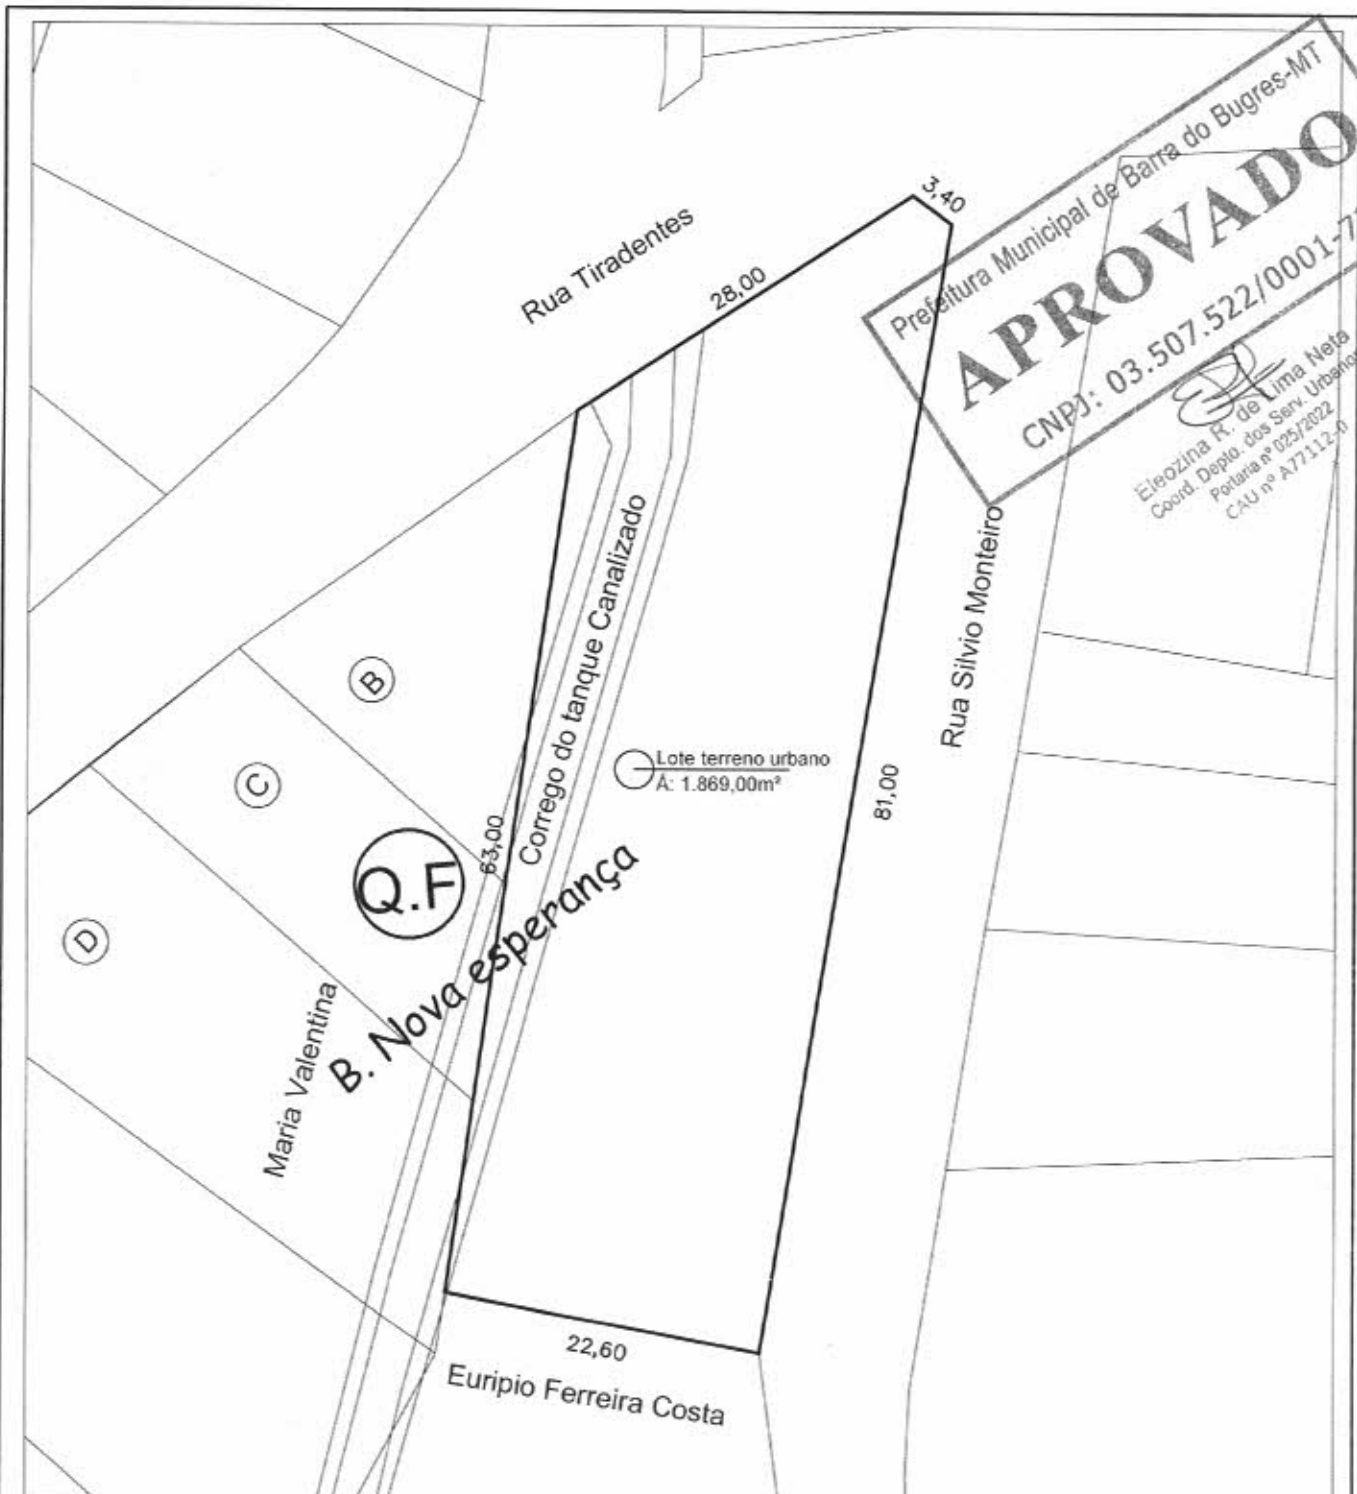 Prefeitura Municipal de Barra do Bugres-MT
APROVADO
CNPJ: 03.507.522/0001-7
Eleozina R. de Lima Neta
Coord. Depto. dos Serv. Urbanos
Portaria nº 025/2022
CAU nº A77112-0
3,40
Rua Tiradentes
28,00
Corrego do tanque Canalizado
Rua Silvio Monteiro
B
Lote terreno urbano
A: 1.869,00m²
C
81,00
63,00
Q.F
D
B. Nova esperança
Maria Valentina
22,60
Euripio Ferreira Costa